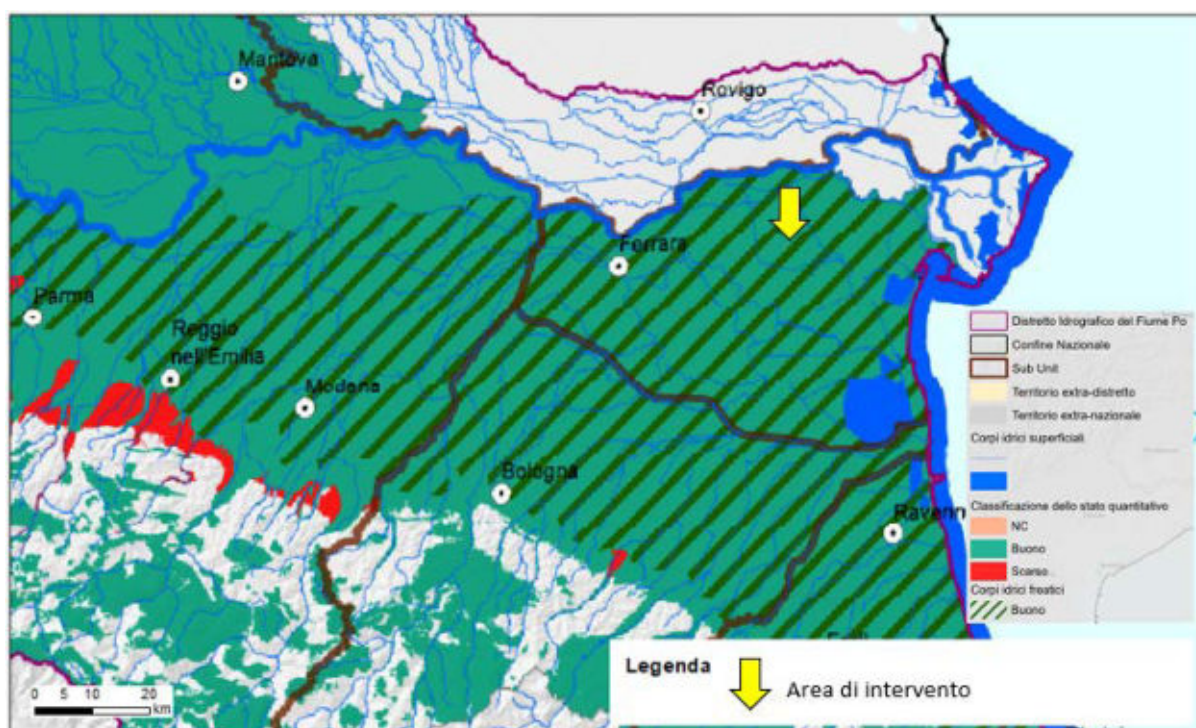 Mantova
Rovigo
Ferrara
Parma
Reggio
nell'Emilia
Modena
Bologna
Ravenn
Distretto Idrografico del Fiume Po
Confine Nazionale
Sub Unit
Territorio extra-distretto
Territorio extra-nazionale
Corpi idrici superficiali
Classificazione dello stato quantitativo
NC
Buono
Scarso
Corpi idrici freatici
Buono
Legenda
Area di intervento
0 5 10 20
km